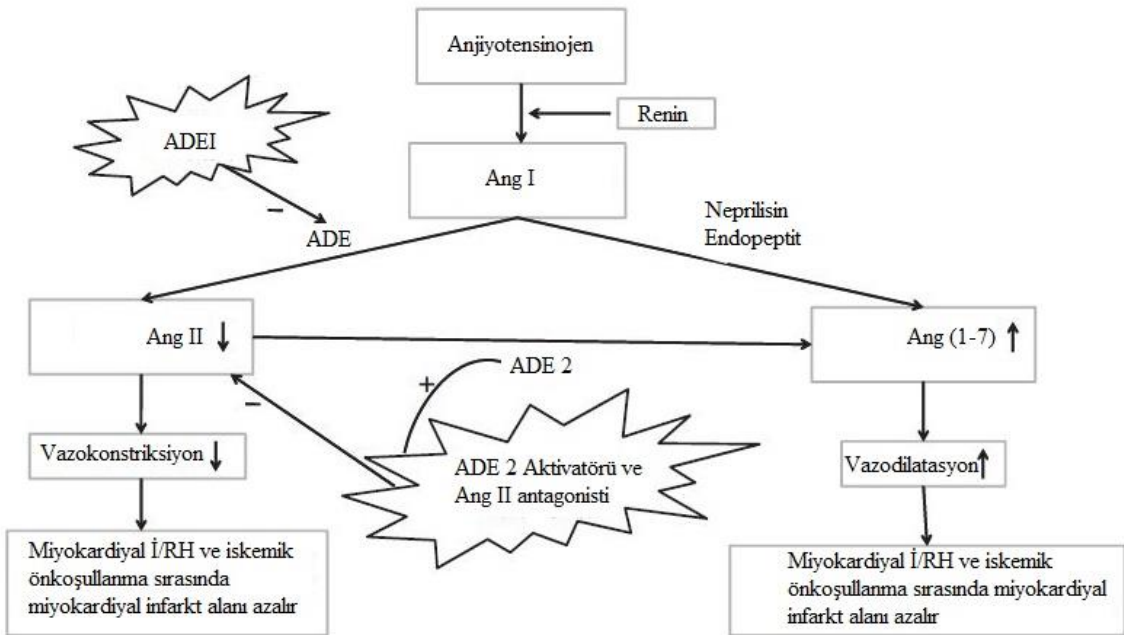 Anjiyotensinojen
Renin
ADEI
Ang I
–
ADE
Neprilisin
Endopeptit
Ang II ↓
Ang (1-7) ↑
+
ADE 2
–
Vazokonstriksiyon ↓
ADE 2 Aktivatörü ve
Ang II antagonisti
Vazodilatasyon ↑
Miyokardiyal İ/RH ve iskemik
önkoşullanma sırasında
miyokardiyal infarkt alanı azalır
Miyokardiyal İ/RH ve iskemik
önkoşullanma sırasında miyokardiyal
infarkt alanı azalır